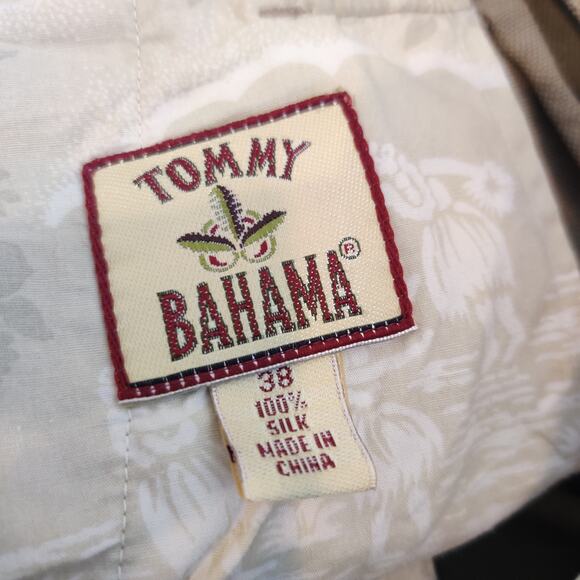 TOMMY
BAHAMA®
38
100%
SILK
MADE IN
CHINA